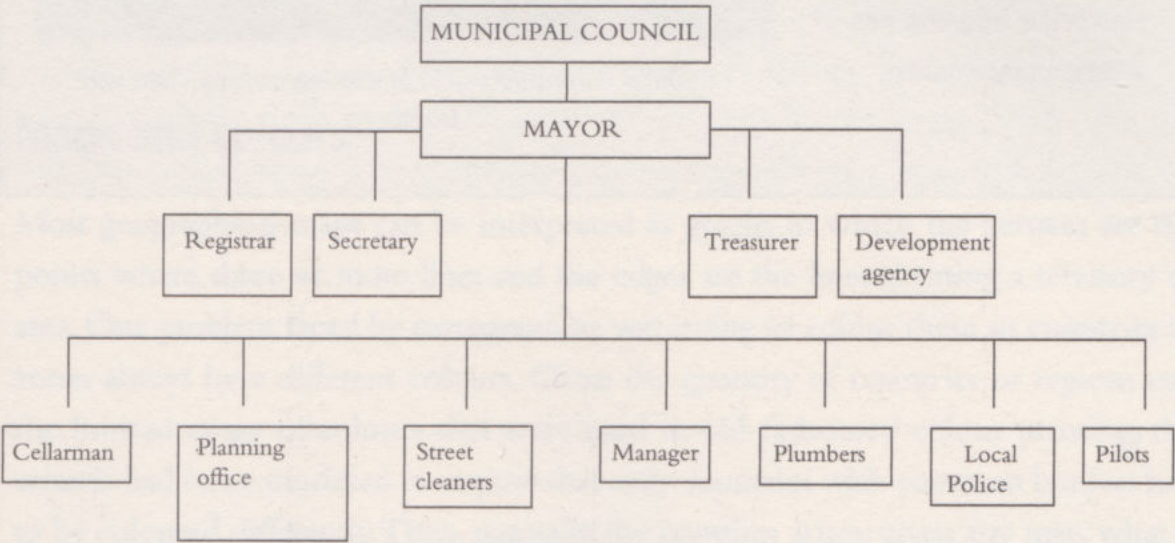 MUNICIPAL COUNCIL
MAYOR
Registrar
Secretary
Treasurer
Development
agency
Cellarman
Planning
office
Street
cleaners
Manager
Plumbers
Local
Police
Pilots